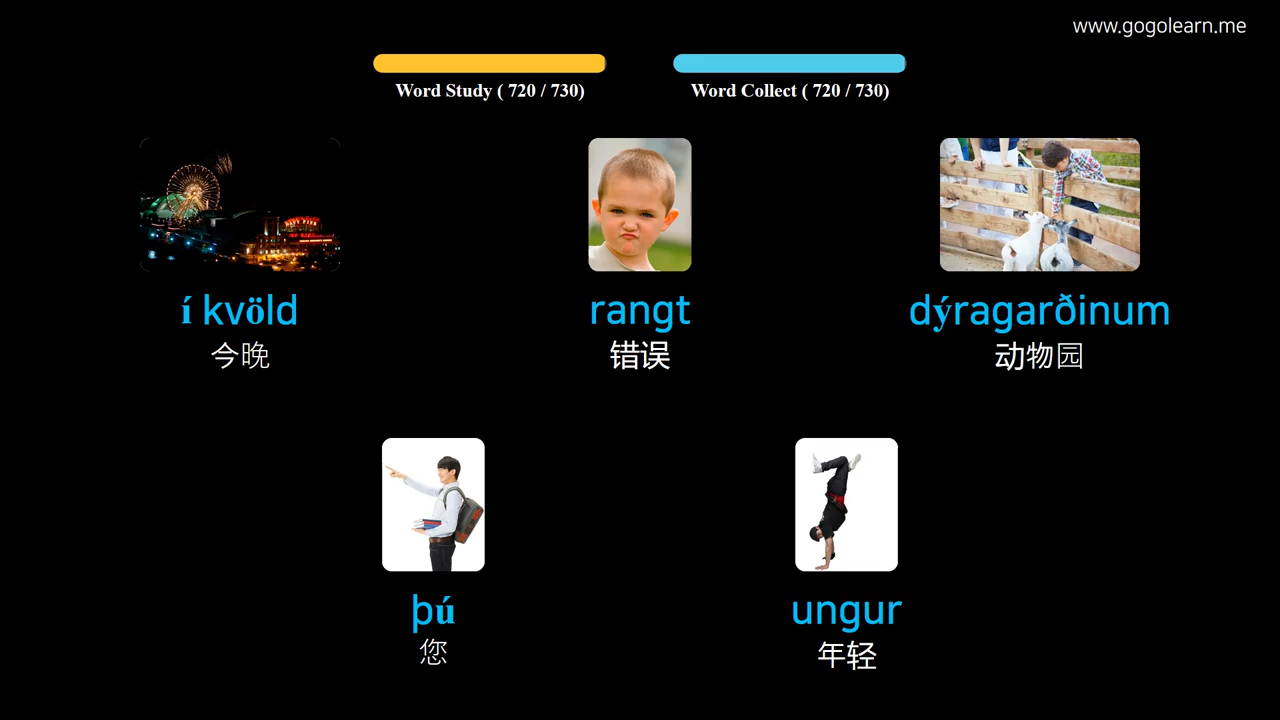 www.gogolearn.me
Word Study ( 720 / 730)
Word Collect ( 720 / 730)
í kvöld
今晚
rangt
错误
dýragarðinum
动物园
þú
您
ungur
年轻